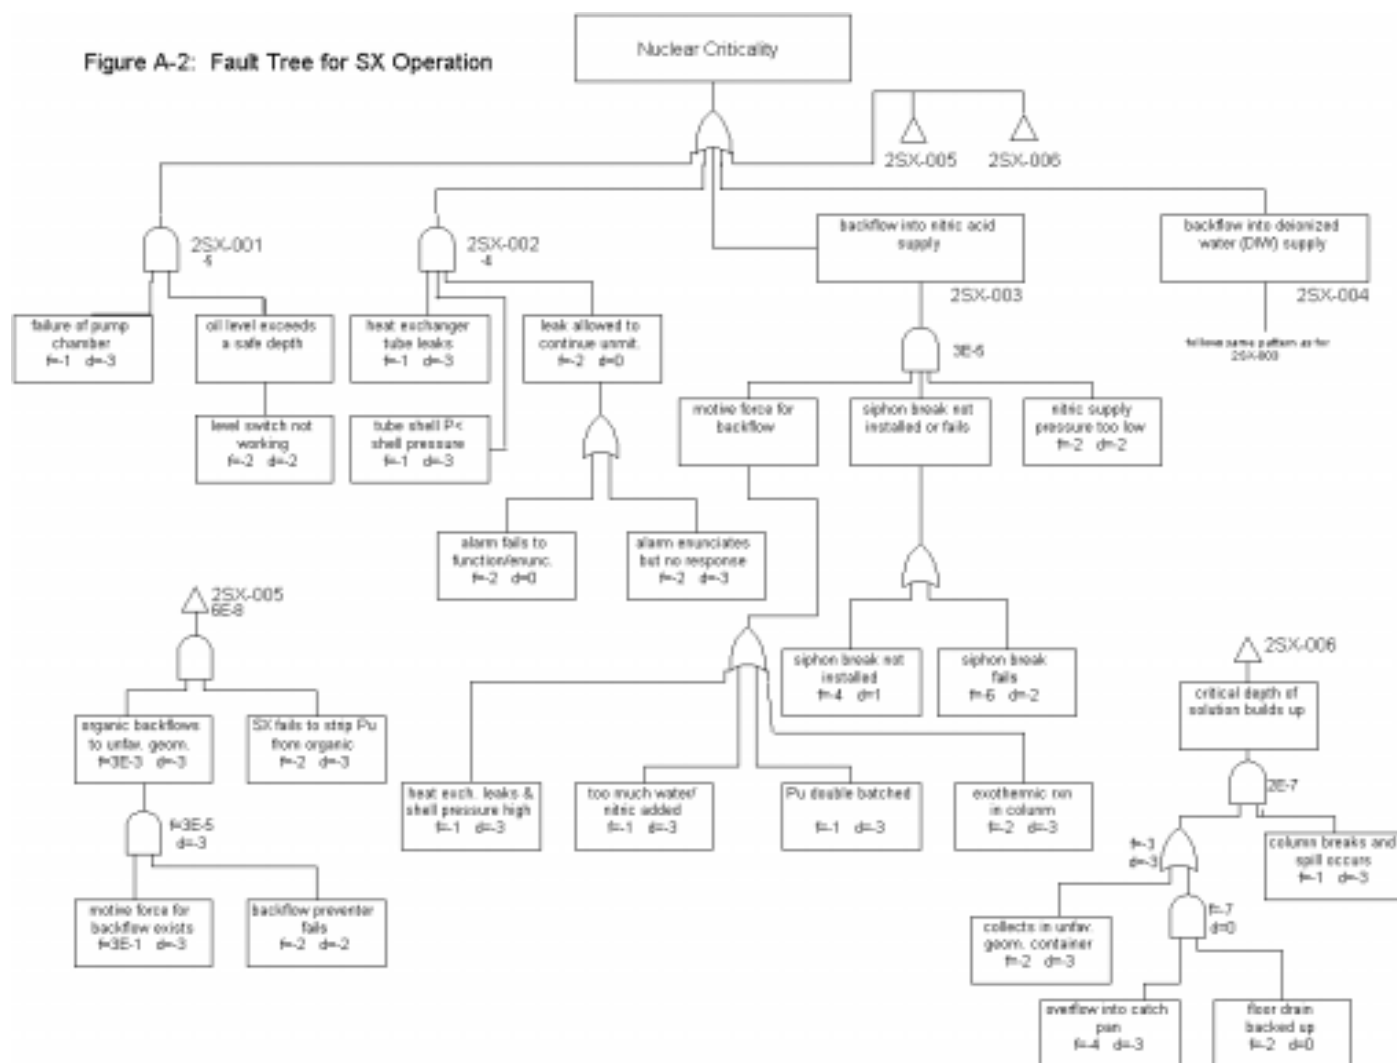 Nuclear Criticality
Figure A-2: Fault Tree for SX Operation
2SX-005
2SX-006
2SX-001
2SX-002
-4
backflow into nitric acid
supply
2SX-003
backflow into deionized
water (DIW) supply
2SX-004
failure of pump
chamber
f=-1 d=-3
oil level exceeds
a safe depth
heat exchanger
tube leaks
f=-1 d=-3
leak allowed to
continue unmit.
f=-2 d=0
follows same pattern as for
2SX-003
level switch not
working
f=-2 d=-2
tube shell P<
shell pressure
f=-1 d=-3
motive force for
backflow
siphon break not
installed or fails
nitric supply
pressure too low
f=-2 d=-2
alarm fails to
function/enunc.
f=-2 d=0
alarm enunciates
but no response
f=-2 d=-3
2SX-005
6E-8
siphon break not
installed
f=-4 d=1
siphon break
fails
f=-6 d=-2
2SX-006
critical depth of
solution builds up
organic backflows
to unfav. geom.
f=3E-3 d=-3
SX fails to strip Pu
from organic
f=-2 d=-3
heat exch. leaks &
shell pressure high
f=-1 d=-3
too much water/
nitric added
f=-1 d=-3
Pu double batched
f=-1 d=-3
exothermic rxn
in column
f=-2 d=-3
2E-7
f=3E-5
d=-3
f=-3
d=-3
column breaks and
spill occurs
f=-1 d=-3
motive force for
backflow exists
f=3E-1 d=-3
backflow preventer
fails
f=-2 d=-2
collects in unfav.
geom. container
f=-2 d=-3
f=-7
d=0
overflow into catch
pan
f=-4 d=-3
floor drain
backed up
f=-2 d=0